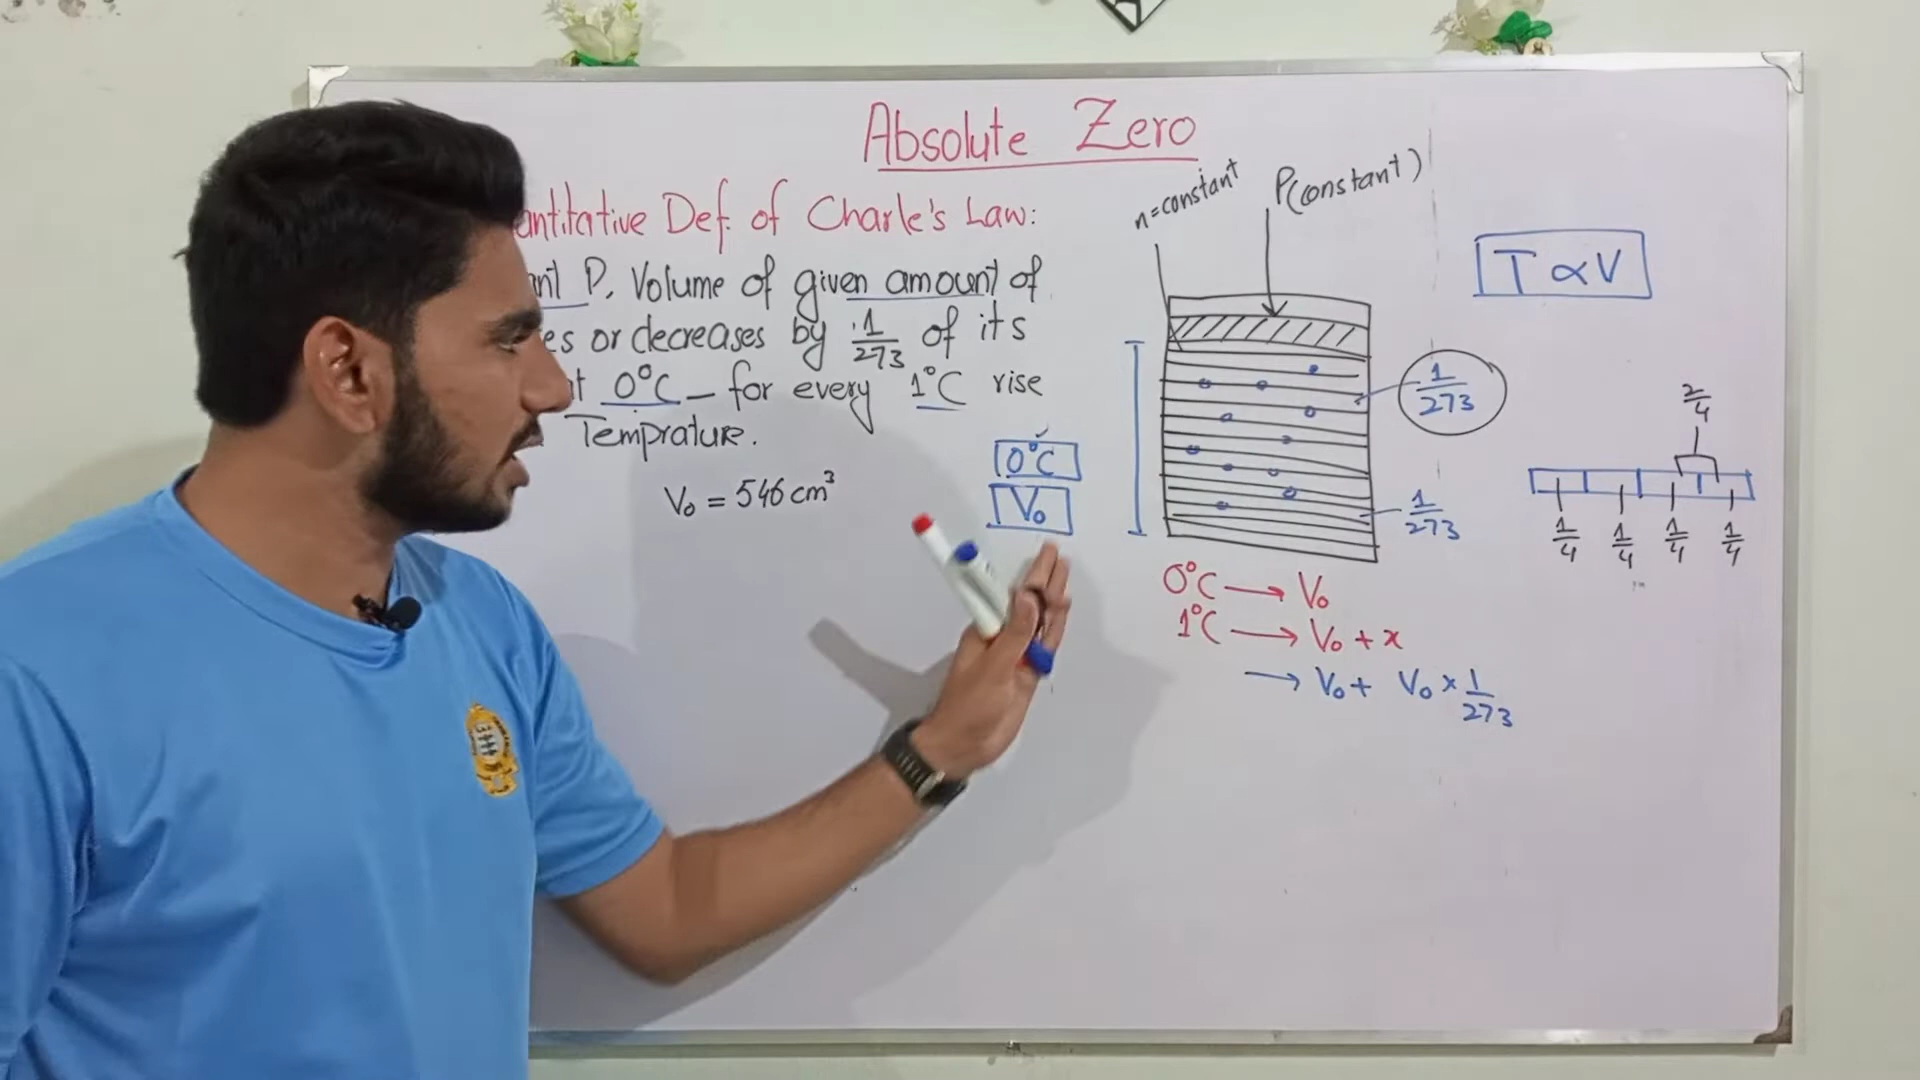 Absolute Zero
antitative Def. of Charle's Law:
ant P, Volume of given amount of
es or decreases by 1/273 of its
t 0°C – for every 1°C rise
Temprature.
V₀ = 546 cm³
0°C
V₀
n=constant
P(constant)
T ∝ V
1/273
1/273
2/4
1/4 1/4 1/4 1/4
0°C → V₀
1°C → V₀ + x
→ V₀ + V₀ × 1/273